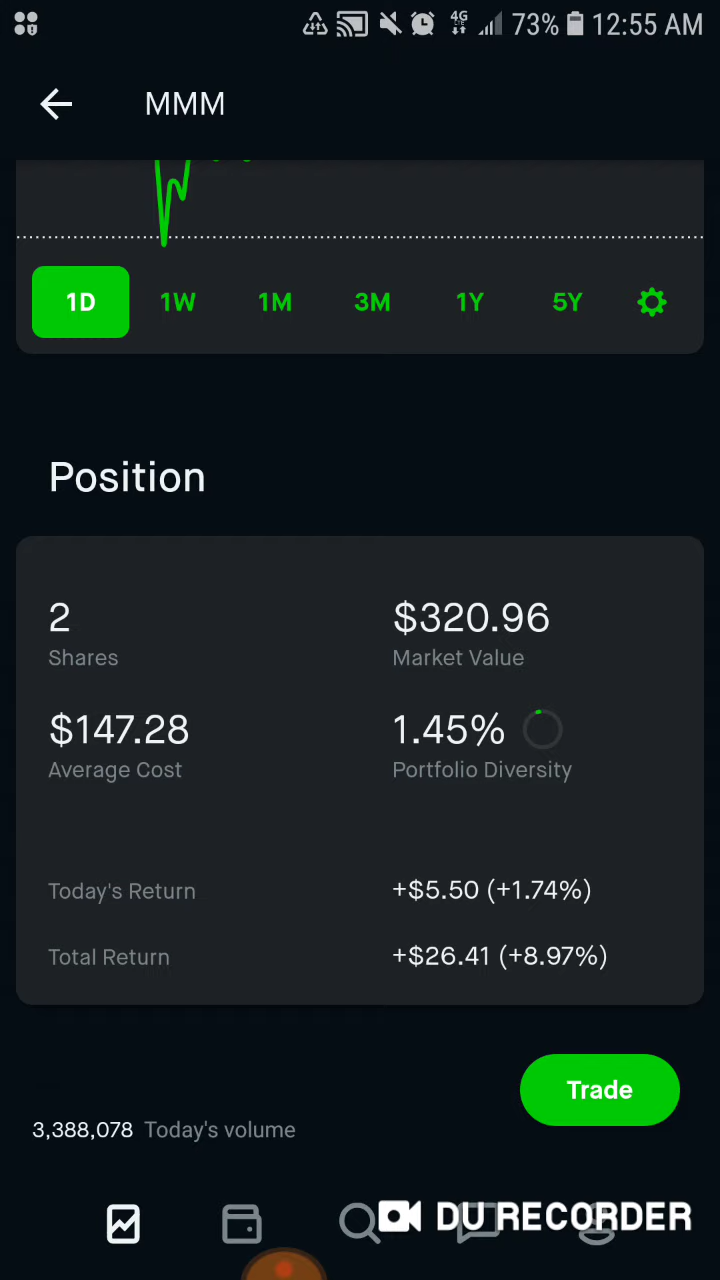 4G 73% 12:55 AM
MMM
1D 1W 1M 3M 1Y 5Y
Position
2 $320.96
Shares Market Value
$147.28 1.45%
Average Cost Portfolio Diversity
Today's Return +$5.50 (+1.74%)
Total Return +$26.41 (+8.97%)
Trade
3,388,078 Today's volume
DU RECORDER